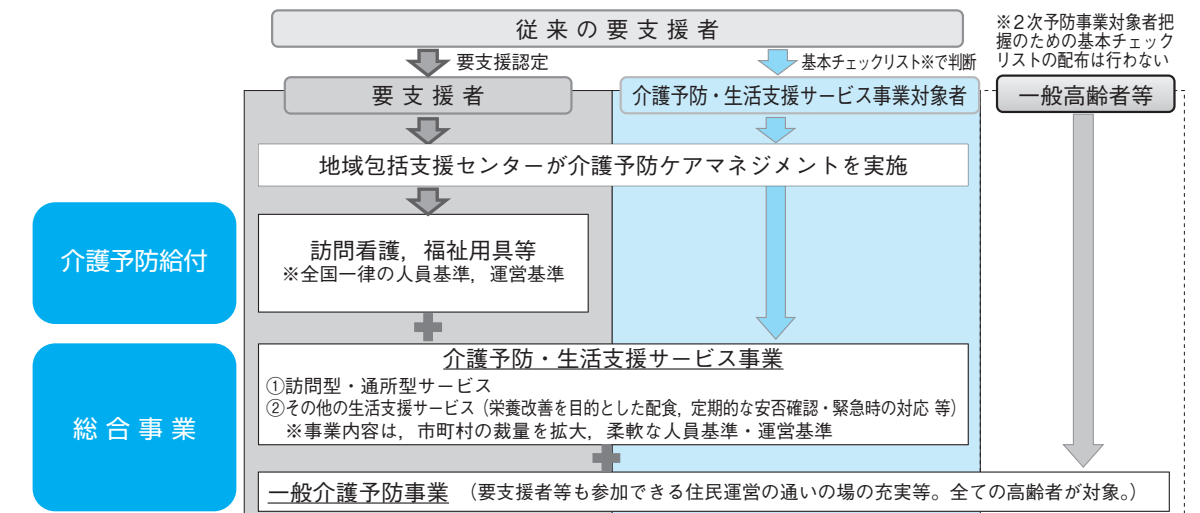 従来の要支援者
※２次予防事業対象者把
握のための基本チェック
リストの配布は行わない
要支援認定
基本チェックリスト※で判断
要支援者
介護予防・生活支援サービス事業対象者
一般高齢者等
地域包括支援センターが介護予防ケアマネジメントを実施
介護予防給付
訪問看護，福祉用具等
※全国一律の人員基準，運営基準
総合事業
介護予防・生活支援サービス事業
①訪問型・通所型サービス
②その他の生活支援サービス（栄養改善を目的とした配食，定期的な安否確認・緊急時の対応 等）
※事業内容は，市町村の裁量を拡大，柔軟な人員基準・運営基準
一般介護予防事業 （要支援者等も参加できる住民運営の通いの場の充実等。全ての高齢者が対象。）